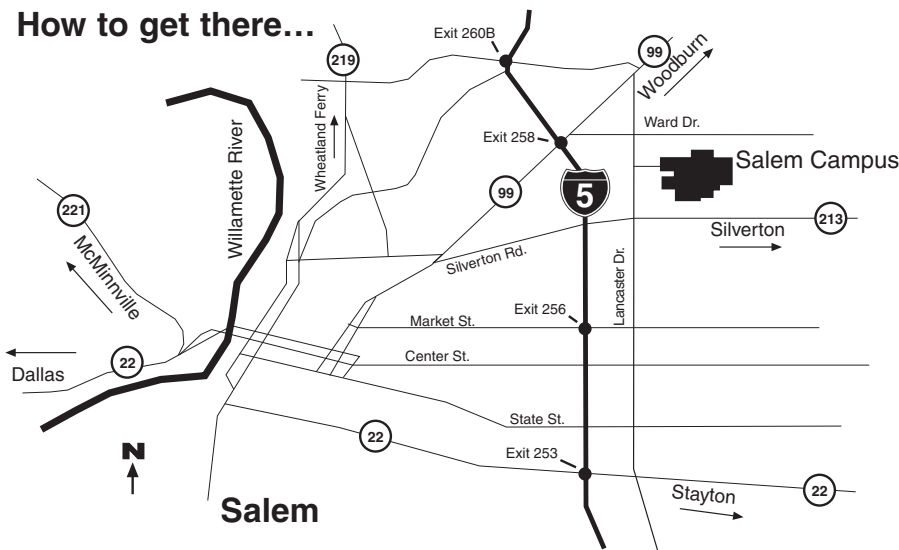 How to get there…
Exit 260B
99
Woodburn
219
Wheatland Ferry
Ward Dr.
Exit 258
Salem Campus
Willamette River
5
99
221
McMinnville
213
Silverton
Silverton Rd.
Lancaster Dr.
Exit 256
Market St.
Center St.
22
Dallas
State St.
22
Exit 253
N
Stayton
22
Salem